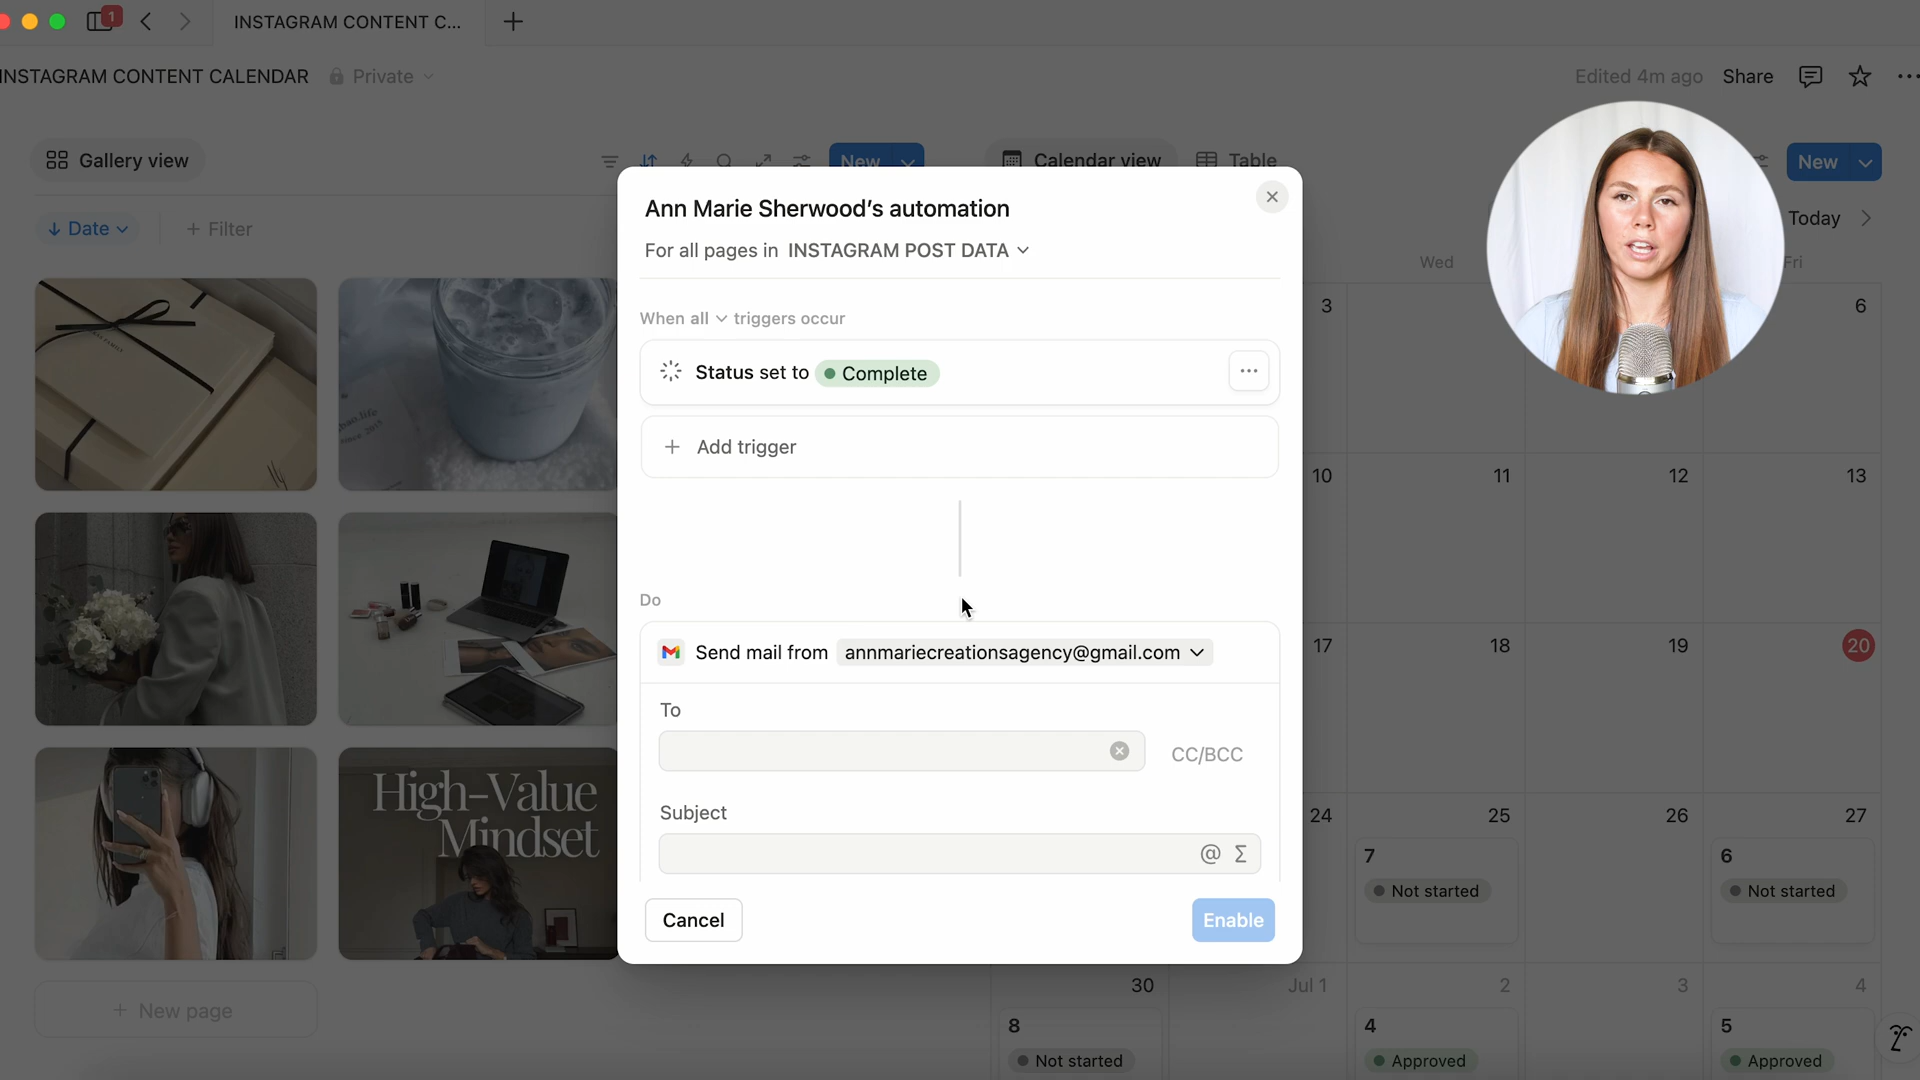 1
INSTAGRAM CONTENT C...
INSTAGRAM CONTENT CALENDAR
Private
Edited 4m ago
Share
Gallery view
New
Calendar view
Table
New
Date
+ Filter
Today
Wed
Fri
Ann Marie Sherwood's automation
For all pages in INSTAGRAM POST DATA
When all triggers occur
Status set to Complete
+ Add trigger
Do
Send mail from annmariecreationsagency@gmail.com
To
CC/BCC
Subject
@ Σ
Cancel
Enable
3
6
10
11
12
13
17
18
19
20
24
25
26
27
7
Not started
6
Not started
30
Jul 1
2
3
4
8
Not started
4
Approved
5
Approved
High-Value
Mindset
since 2013
+ New page